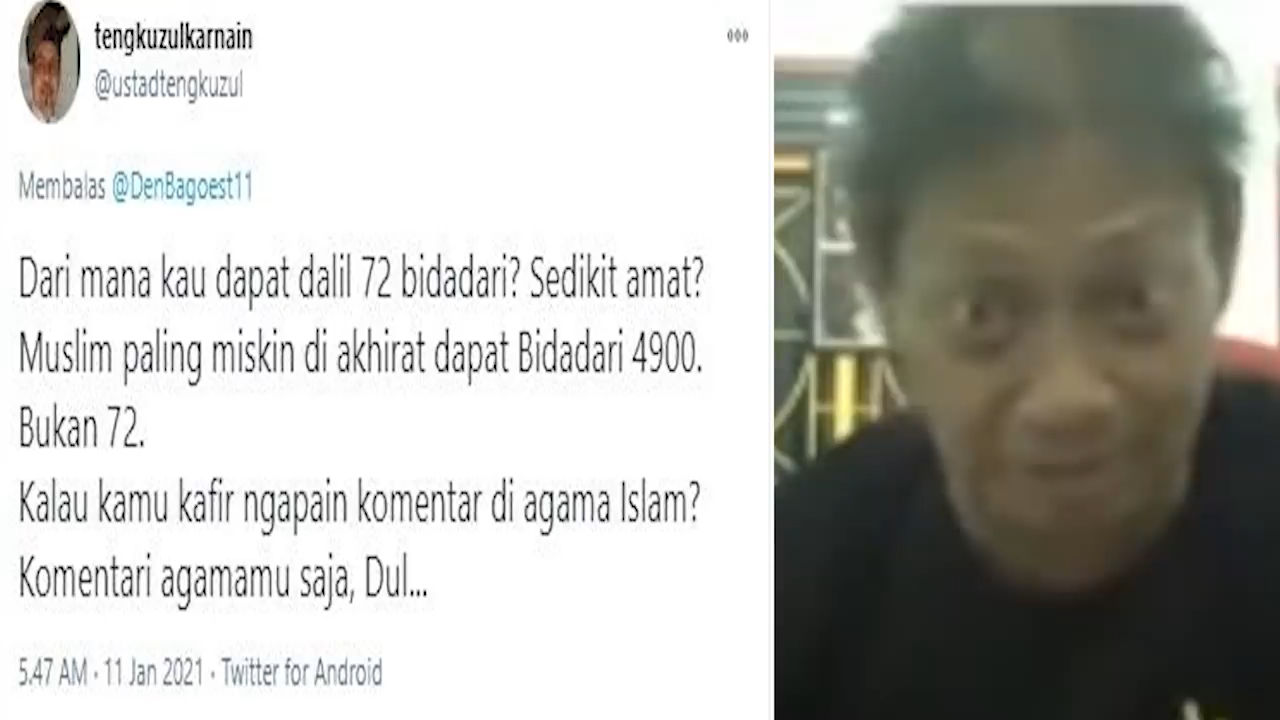 tengkuzulkarnain
@ustadtengkuzul
Membalas @DenBagoest11
Dari mana kau dapat dalil 72 bidadari? Sedikit amat?
Muslim paling miskin di akhirat dapat Bidadari 4900.
Bukan 72.
Kalau kamu kafir ngapain komentar di agama Islam?
Komentari agamamu saja, Dul...
5.47 AM · 11 Jan 2021 · Twitter for Android